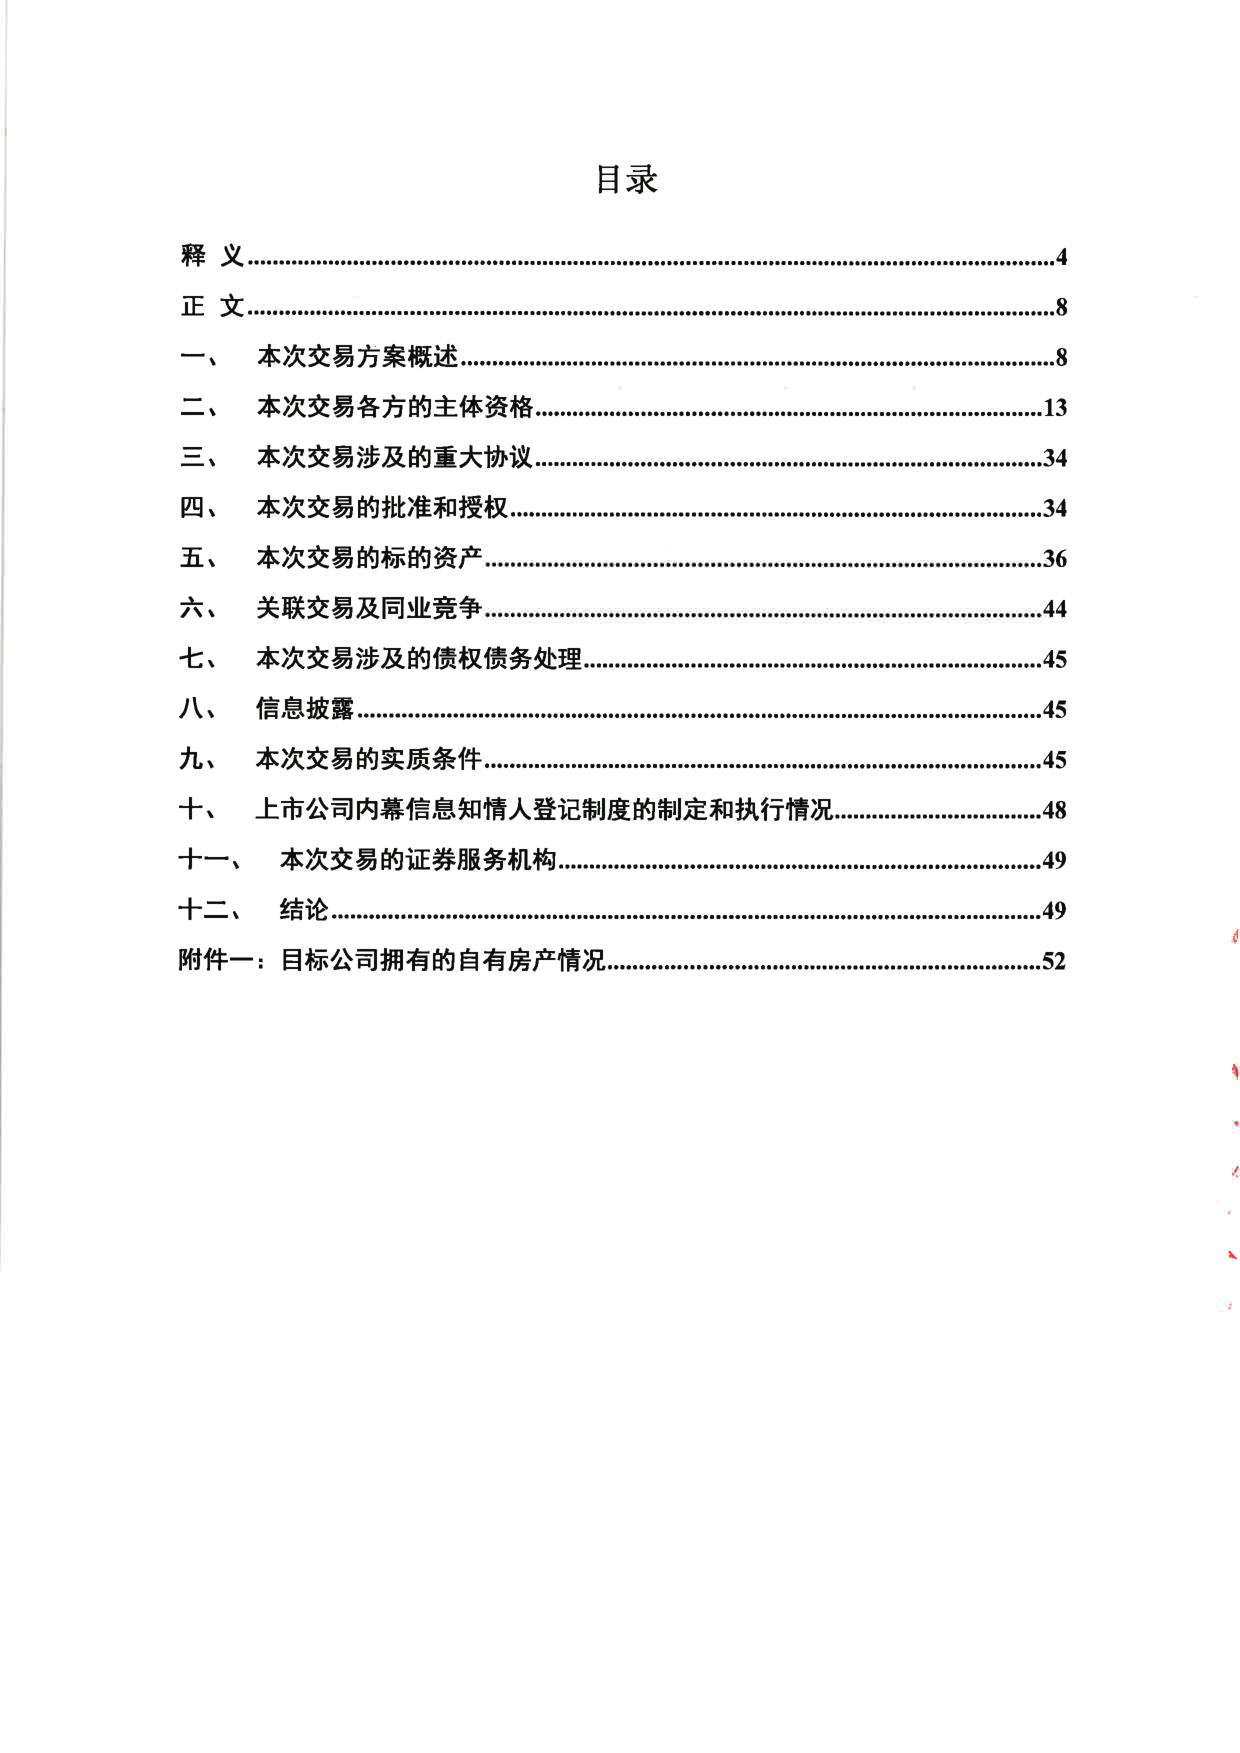 目录
释 义........................4
正 文........................8
一、 本次交易方案概述........................8
二、 本次交易各方的主体资格........................13
三、 本次交易涉及的重大协议........................34
四、 本次交易的批准和授权........................34
五、 本次交易的标的资产........................36
六、 关联交易及同业竞争........................44
七、 本次交易涉及的债权债务处理........................45
八、 信息披露........................45
九、 本次交易的实质条件........................45
十、 上市公司内幕信息知情人登记制度的制定和执行情况........................48
十一、 本次交易的证券服务机构........................49
十二、 结论........................49
附件一：目标公司拥有的自有房产情况........................52